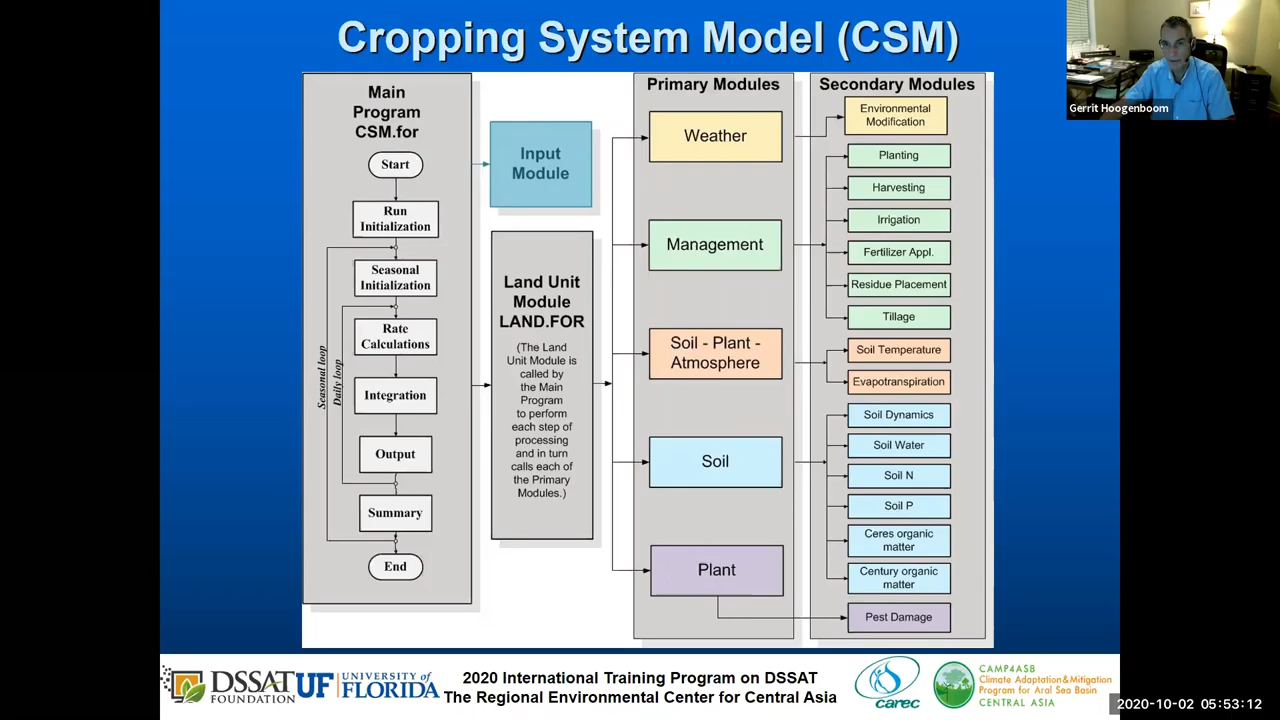 Cropping System Model (CSM)
Gerrit Hoogenboom
Main
Program
CSM.for
Start
Run
Initialization
Seasonal
Initialization
Rate
Calculations
Integration
Output
Summary
End
Seasonal loop
Daily loop
Input
Module
Land Unit
Module
LAND.FOR
(The Land
Unit Module is
called by
the Main
Program
to perform
each step of
processing
and in turn
calls each of
the Primary
Modules.)
Primary Modules
Weather
Management
Soil - Plant -
Atmosphere
Soil
Plant
Secondary Modules
Environmental
Modification
Planting
Harvesting
Irrigation
Fertilizer Appl.
Residue Placement
Tillage
Soil Temperature
Evapotranspiration
Soil Dynamics
Soil Water
Soil N
Soil P
Ceres organic
matter
Century organic
matter
Pest Damage
DSSAT
FOUNDATION
UF UNIVERSITY of
FLORIDA
2020 International Training Program on DSSAT
The Regional Environmental Center for Central Asia
carec
CAMP4ASB
Climate Adaptation & Mitigation
Program for Aral Sea Basin
CENTRAL ASIA
2020-10-02 05:53:12